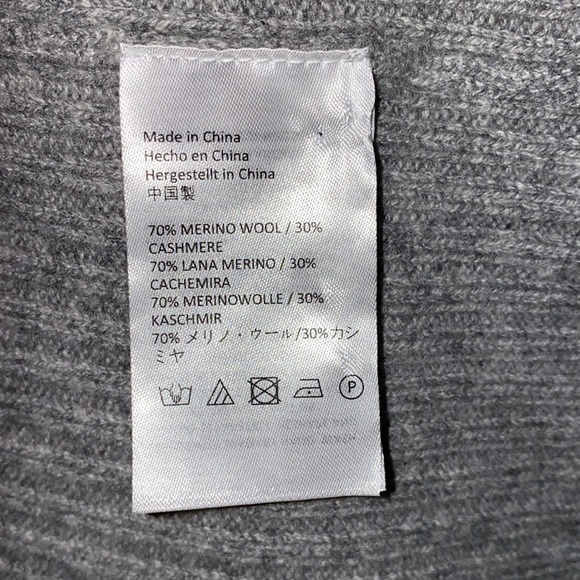 Made in China
Hecho en China
Hergestellt in China
中国製
70% MERINO WOOL / 30%
CASHMERE
70% LANA MERINO / 30%
CACHEMIRA
70% MERINOWOLLE / 30%
KASCHMIR
70% メリノ・ウール/30%カシ
ミヤ
P